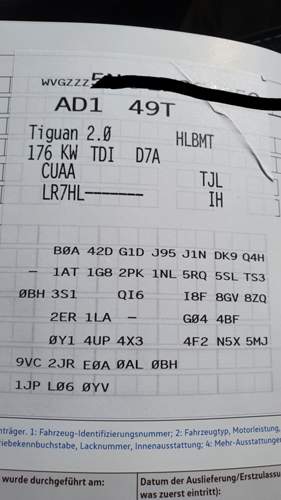 WVGZZZ
AD1 49T
Tiguan 2.0 HLBMT
176 KW TDI D7A
CUAA TJL
LR7HL------- IH
B0A 42D G1D J95 J1N DK9 Q4H
- 1AT 1G8 2PK 1NL 5RQ 5SL TS3
0BH 3S1 QI6 I8F 8GV 8ZQ
2ER 1LA - G04 4BF
0Y1 4UP 4X3 4F2 N5X 5MJ
9VC 2JR E0A 0AL 0BH
1JP L06 0YV
nträger. 1: Fahrzeug-Identifizierungsnummer; 2: Fahrzeugtyp, Motorleistung,
riebekennbuchstabe, Lacknummer, Innenausstattung; 4: Mehr-Ausstattungen
wurde durchgeführt am:
Datum der Auslieferung/Erstzulassu
was zuerst eintritt):